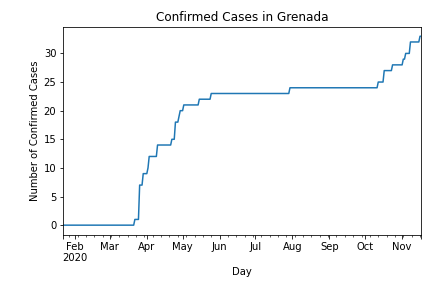 Confirmed Cases in Grenada
Number of Confirmed Cases
30
25
20
15
10
5
0
Feb Mar Apr May Jun Jul Aug Sep Oct Nov
2020
Day